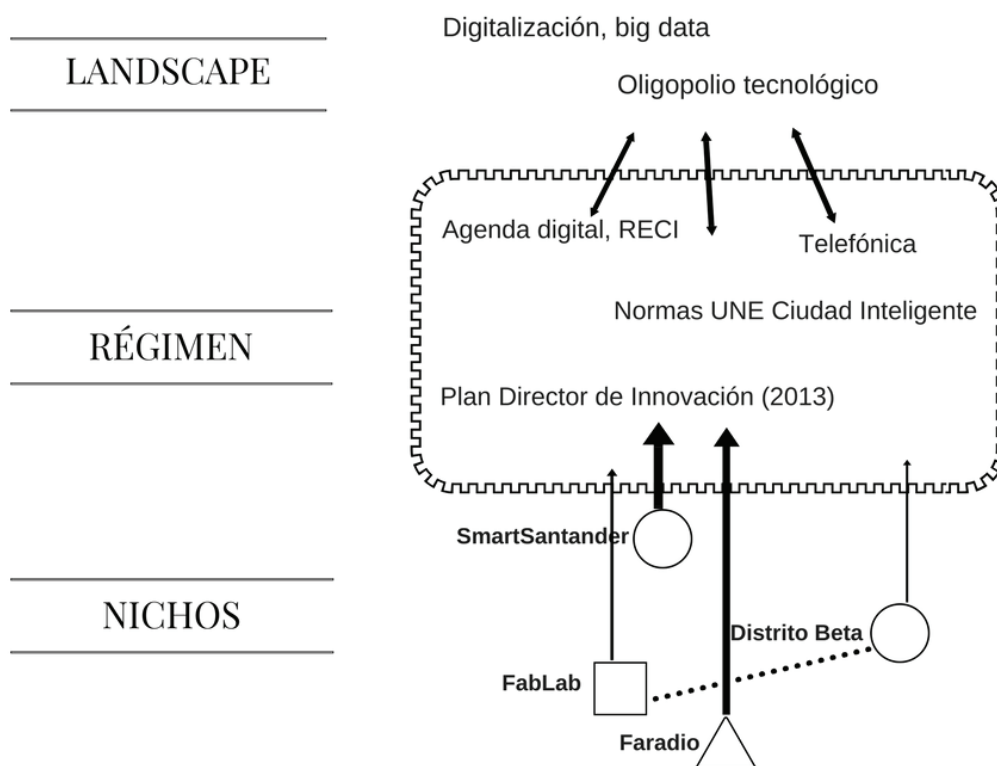 Digitalización, big data
LANDSCAPE
Oligopolio tecnológico
Agenda digital, RECI
Telefónica
Normas UNE Ciudad Inteligente
RÉGIMEN
Plan Director de Innovación (2013)
SmartSantander
NICHOS
Distrito Beta
FabLab
Faradio